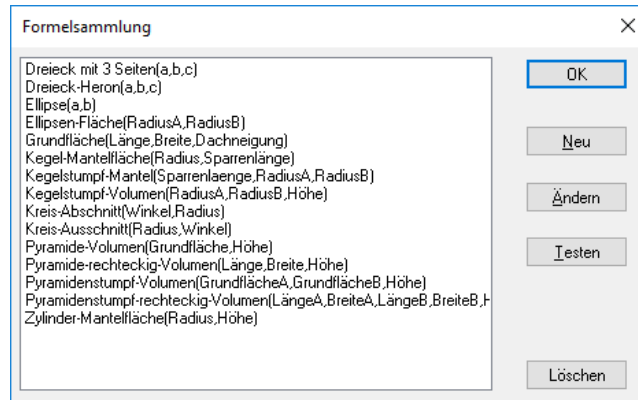 Formelsammlung
Dreieck mit 3 Seiten(a,b,c)
Dreieck-Heron(a,b,c)
Ellipse(a,b)
Ellipsen-Fläche(RadiusA,RadiusB)
Grundfläche(Länge,Breite,Dachneigung)
Kegel-Mantelfläche(Radius,Sparrenlänge)
Kegelstumpf-Mantel(Sparrenlaenge,RadiusA,RadiusB)
Kegelstumpf-Volumen(RadiusA,RadiusB,Höhe)
Kreis-Abschnitt(Winkel,Radius)
Kreis-Ausschnitt(Radius,Winkel)
Pyramide-Volumen(Grundfläche,Höhe)
Pyramide-rechteckig-Volumen(Länge,Breite,Höhe)
Pyramidenstumpf-Volumen(GrundflächeA,GrundflächeB,Höhe)
Pyramidenstumpf-rechteckig-Volumen(LängeA,BreiteA,LängeB,BreiteB,H
Zylinder-Mantelfläche(Radius,Höhe)
OK
Neu
Ändern
Testen
Löschen